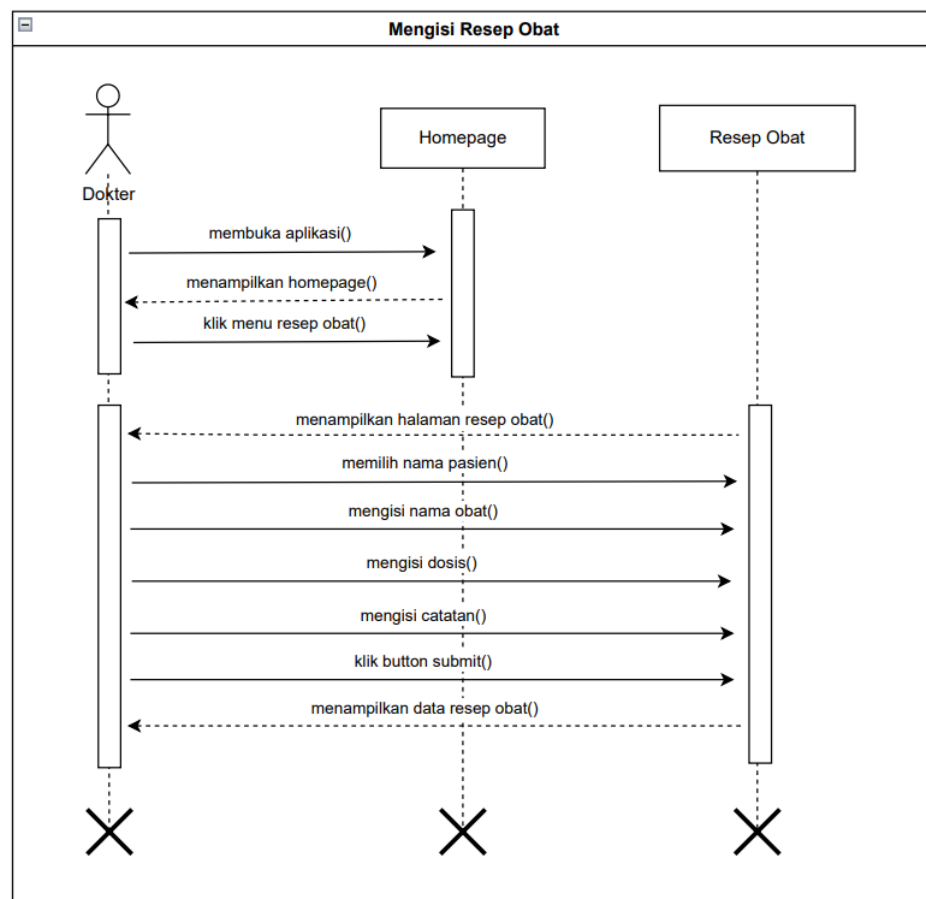 Mengisi Resep Obat
Homepage
Resep Obat
Dokter
membuka aplikasi()
menampilkan homepage()
klik menu resep obat()
menampilkan halaman resep obat()
memilih nama pasien()
mengisi nama obat()
mengisi dosis()
mengisi catatan()
klik button submit()
menampilkan data resep obat()